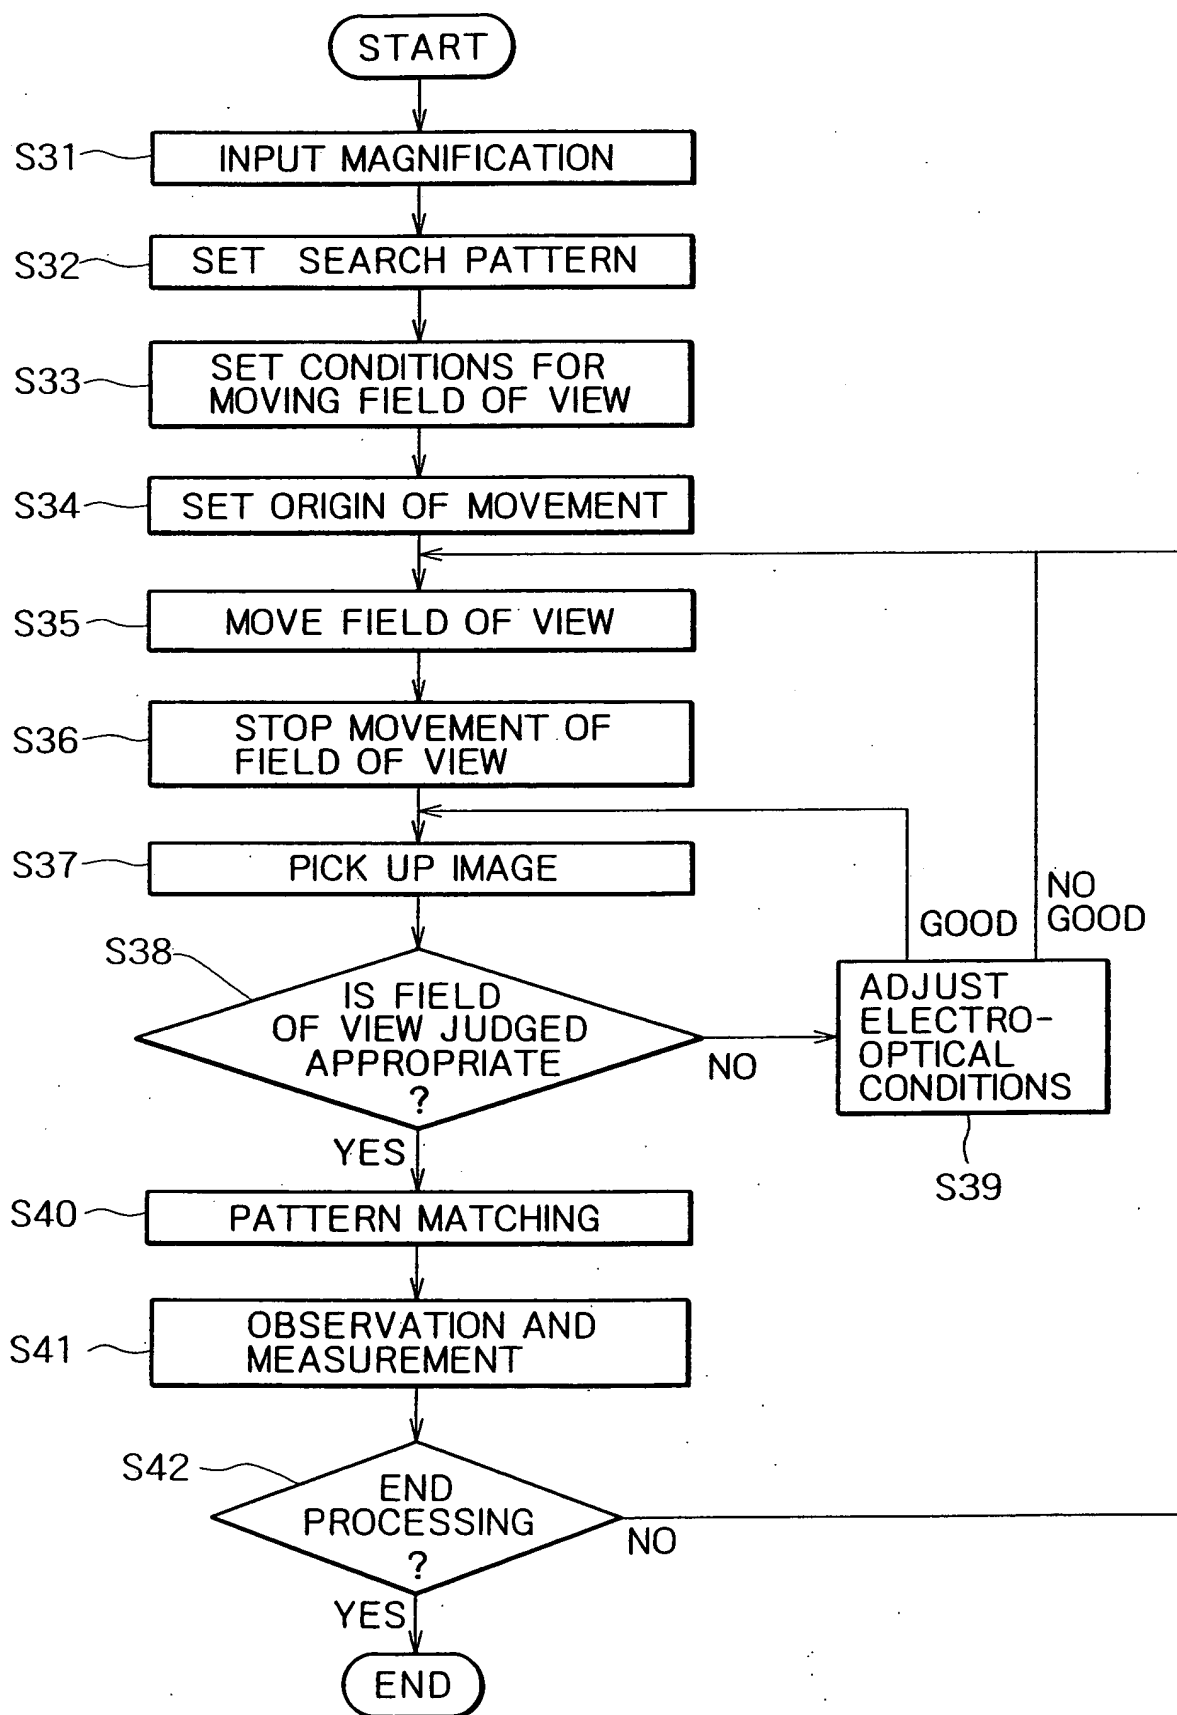 START
S31
INPUT MAGNIFICATION
S32
SET SEARCH PATTERN
S33
SET CONDITIONS FOR
MOVING FIELD OF VIEW
S34
SET ORIGIN OF MOVEMENT
S35
MOVE FIELD OF VIEW
S36
STOP MOVEMENT OF
FIELD OF VIEW
S37
PICK UP IMAGE
GOOD
NO
GOOD
S38
IS FIELD
OF VIEW JUDGED
APPROPRIATE
?
NO
YES
ADJUST
ELECTRO-
OPTICAL
CONDITIONS
S39
S40
PATTERN MATCHING
S41
OBSERVATION AND
MEASUREMENT
S42
END
PROCESSING
?
NO
YES
END